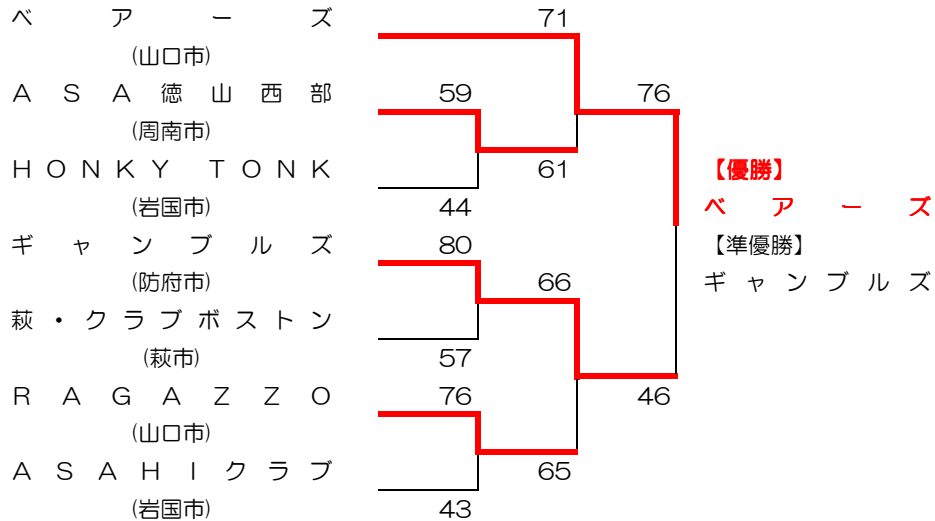 ベアーズ 71
(山口市)
ASA徳山西部 59 76
(周南市)
HONKY TONK 61 【優勝】
(岩国市) 44 ベアーズ
ギャンブルズ 80 【準優勝】
(防府市) 66 ギャンブルズ
萩・クラブボストン
(萩市) 57
RAGAZZO 76 46
(山口市)
ASAHIクラブ 65
(岩国市) 43